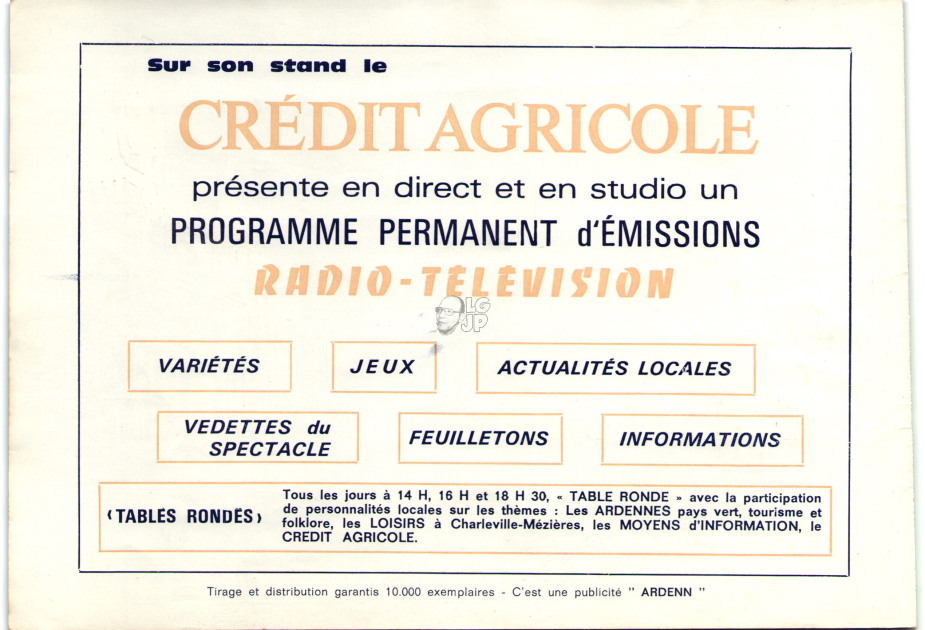 Sur son stand le
CRÉDIT AGRICOLE
présente en direct et en studio un
PROGRAMME PERMANENT d'ÉMISSIONS
RADIO-TÉLÉVISION
LG
JP
VARIÉTÉS JEUX ACTUALITÉS LOCALES
VEDETTES du
SPECTACLE
FEUILLETONS
INFORMATIONS
‹TABLES RONDES›
Tous les jours à 14 H, 16 H et 18 H 30, « TABLE RONDE » avec la participation
de personnalités locales sur les thèmes : Les ARDENNES pays vert, tourisme et
folklore, les LOISIRS à Charleville-Mézières, les MOYENS d'INFORMATION, le
CREDIT AGRICOLE.
Tirage et distribution garantis 10.000 exemplaires - C'est une publicité " ARDENN "